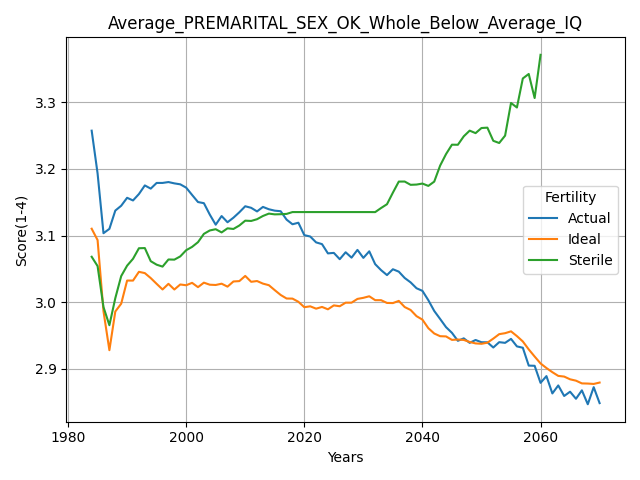 Average_PREMARITAL_SEX_OK_Whole_Below_Average_IQ
Score(1-4)
3.3
3.2
3.1
3.0
2.9
Fertility
Actual
Ideal
Sterile
1980 2000 2020 2040 2060
Years